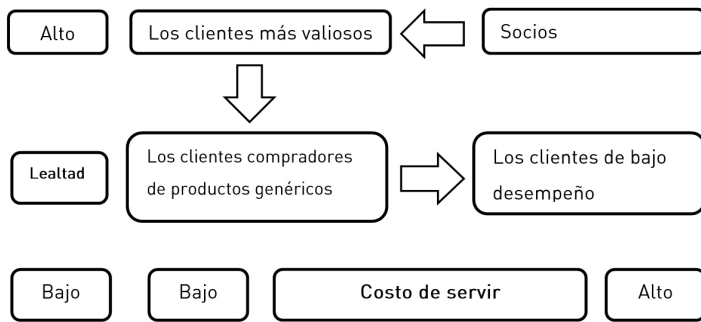 Alto
Los clientes más valiosos
Socios
Lealtad
Los clientes compradores
de productos genéricos
Los clientes de bajo
desempeño
Bajo
Bajo
Costo de servir
Alto